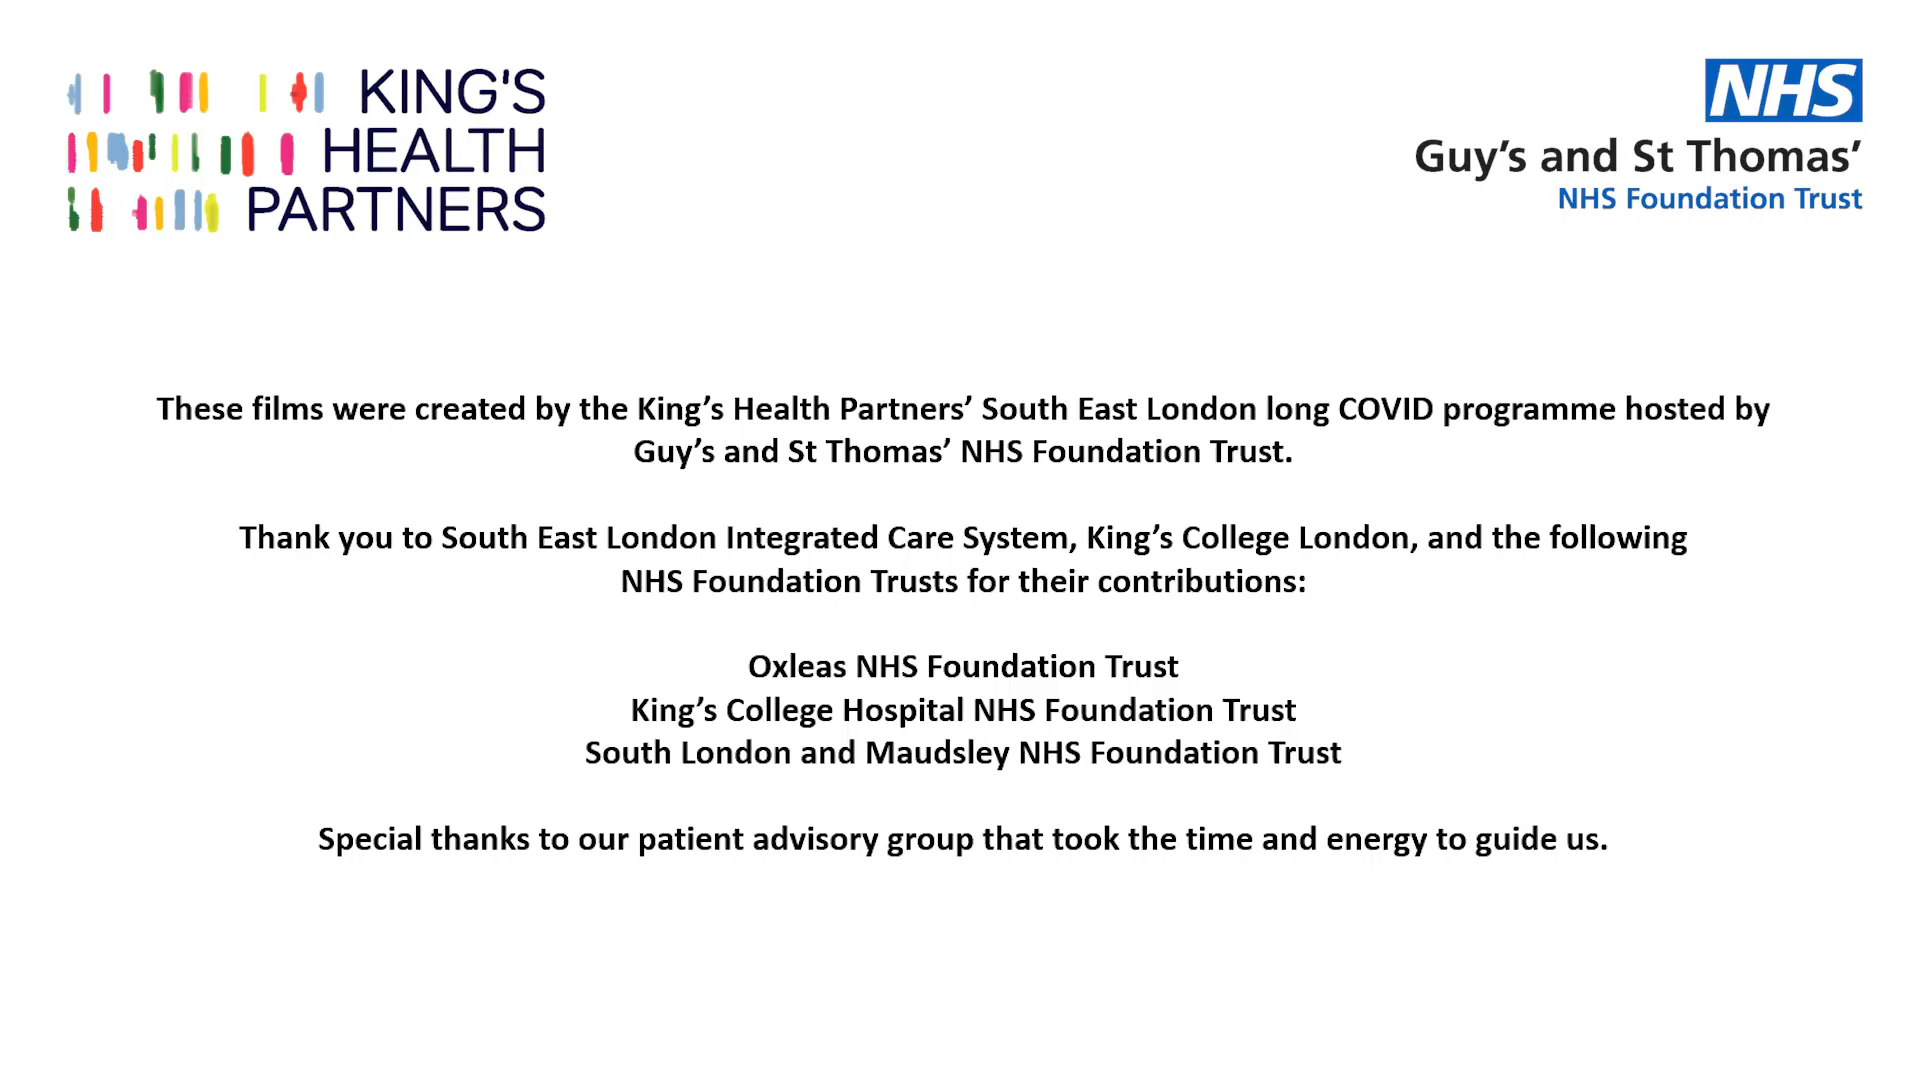 KING'S
HEALTH
PARTNERS
NHS
Guy's and St Thomas'
NHS Foundation Trust
These films were created by the King's Health Partners' South East London long COVID programme hosted by
Guy's and St Thomas' NHS Foundation Trust.
Thank you to South East London Integrated Care System, King's College London, and the following
NHS Foundation Trusts for their contributions:
Oxleas NHS Foundation Trust
King's College Hospital NHS Foundation Trust
South London and Maudsley NHS Foundation Trust
Special thanks to our patient advisory group that took the time and energy to guide us.